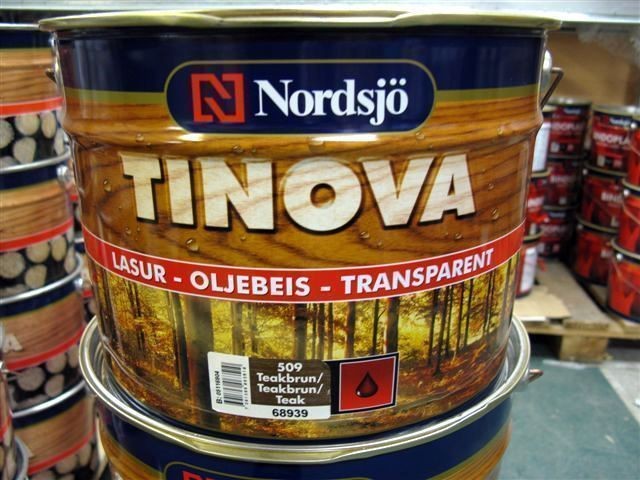 Nordsjö
TINOVA
LASUR - OLJEBEIS - TRANSPARENT
509
Teakbrun/
Teakbrun/
Teak
68939